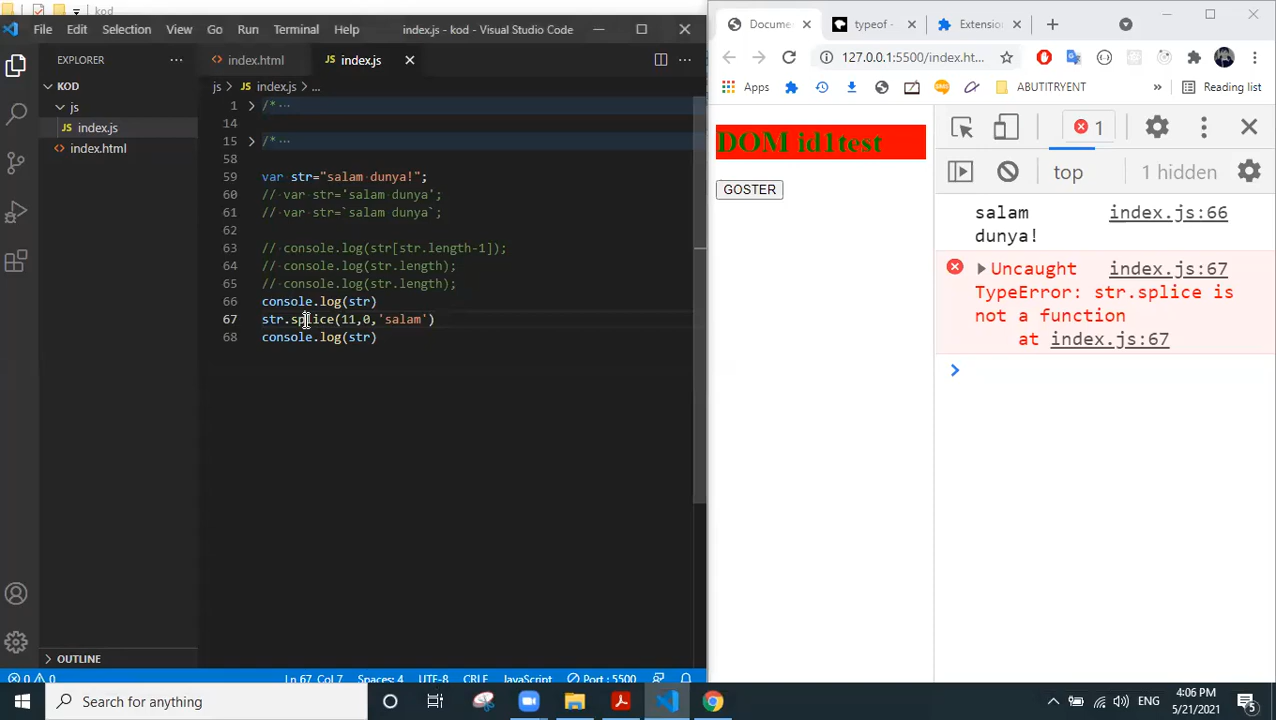 kod
File Edit Selection View Go Run Terminal Help index.js - kod - Visual Studio Code
EXPLORER
index.html
index.js
KOD
js
index.js
index.html
js > index.js > ...
1 /* ...
14
15 /* ...
58
59 var str="salam dunya!";
60 // var str='salam dunya';
61 // var str=`salam dunya`;
62
63 // console.log(str[str.length-1]);
64 // console.log(str.length);
65 // console.log(str.length);
66 console.log(str)
67 str.splice(11,0,'salam')
68 console.log(str)
OUTLINE
0 0 Ln 67, Col 7 Spaces: 4 UTF-8 CRLF JavaScript Port : 5500
Docume
typeof -
Extension
127.0.0.1:5500/index.ht
Apps
ABUTITRYENT
Reading list
DOM id1test
GOSTER
1
top
1 hidden
salam index.js:66
dunya!
Uncaught index.js:67
TypeError: str.splice is
not a function
at index.js:67
Search for anything
ENG
4:06 PM
5/21/2021
5